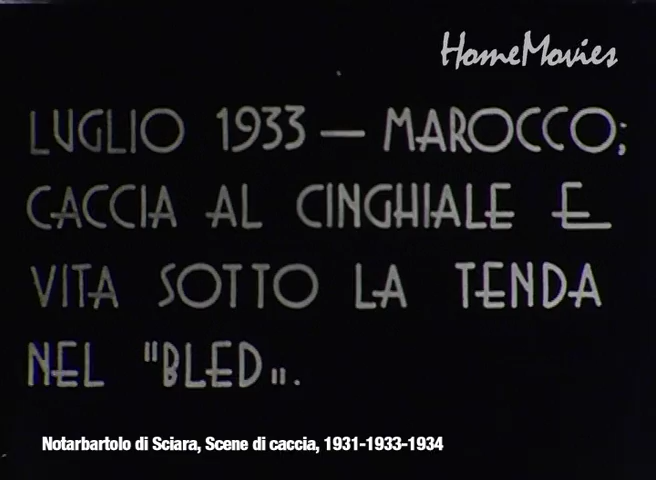 HomeMovies
LUGLIO 1933 — MAROCCO;
CACCIA AL CINGHIALE E
VITA SOTTO LA TENDA
NEL "BLED„.
Notarbartolo di Sciara, Scene di caccia, 1931-1933-1934